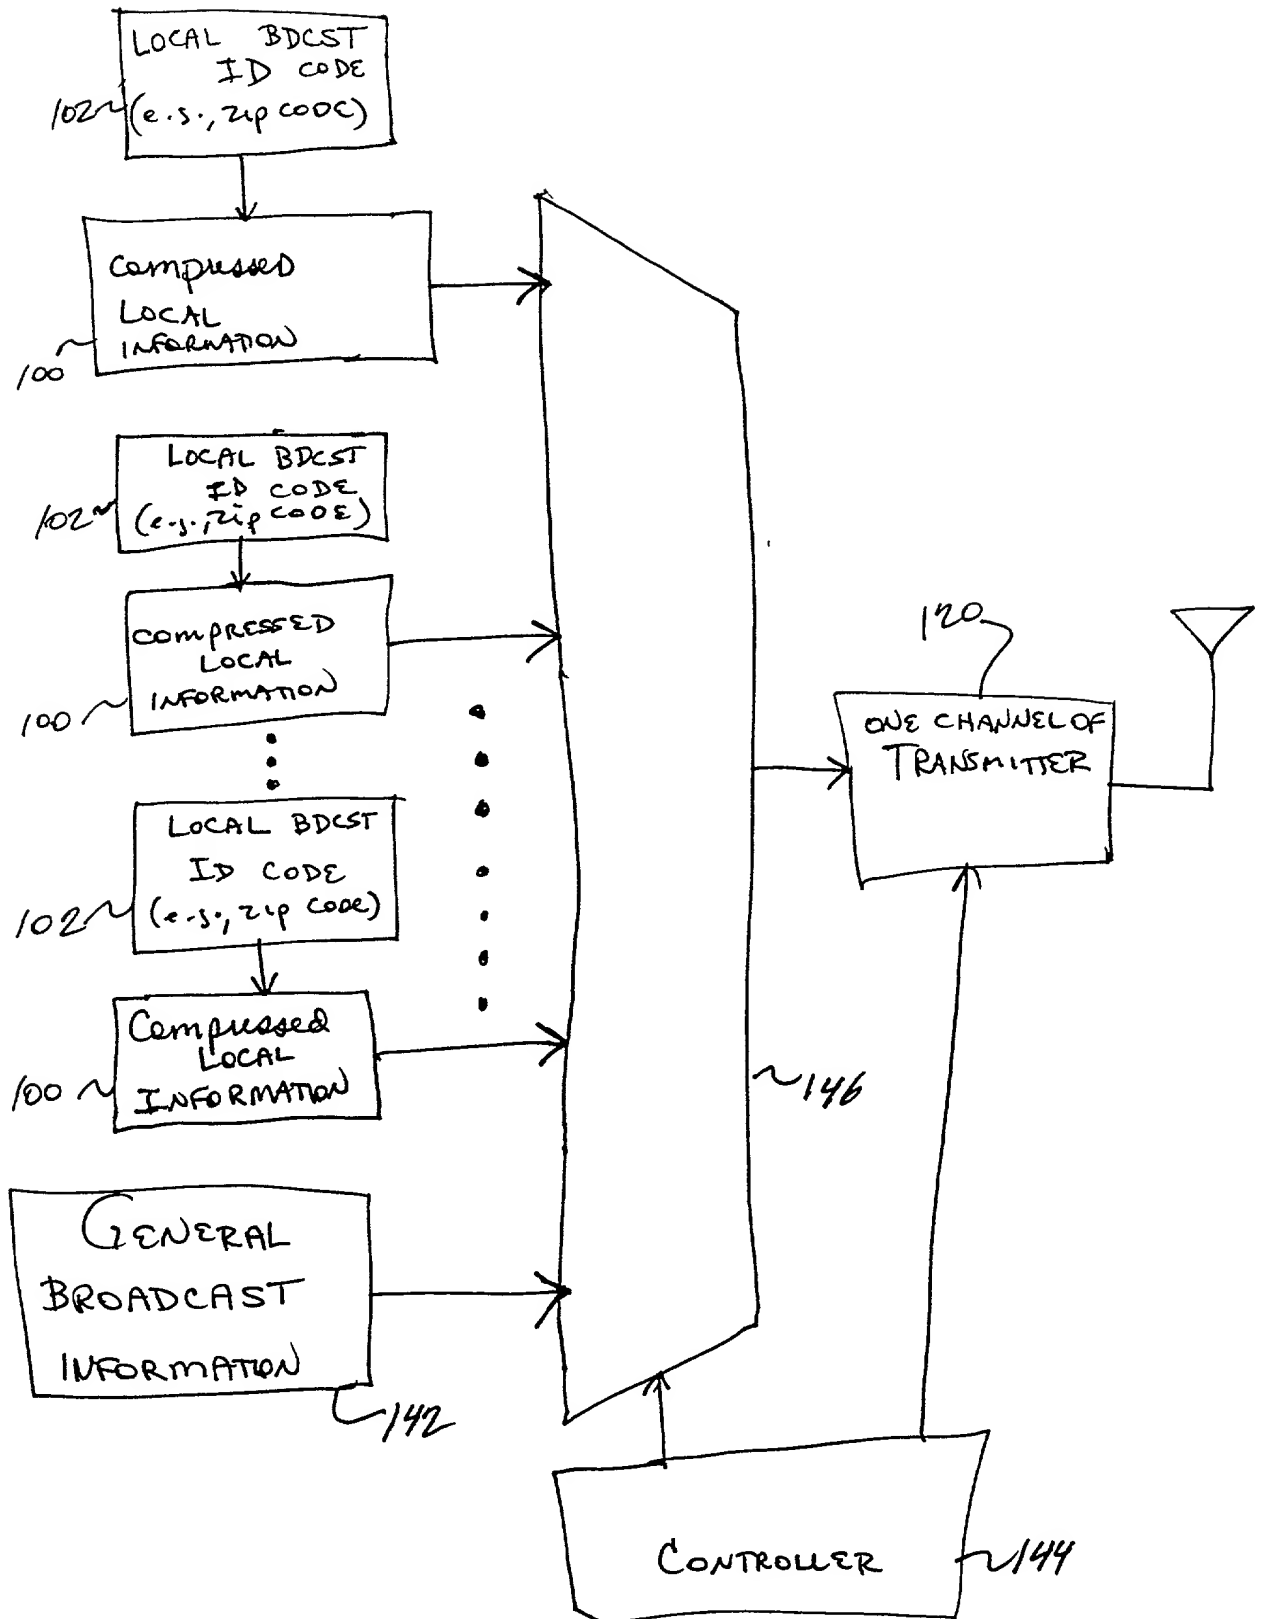 LOCAL BDCST
ID CODE
102 (e.g., zip CODE)
Compressed
LOCAL
INFORMATION
100
LOCAL BDCST
ID CODE
102 (e.g., zip CODE)
COMPRESSED
LOCAL
INFORMATION
100
LOCAL BDCST
ID CODE
102 (e.g., zip CODE)
Compressed
LOCAL
100 INFORMATION
GENERAL
BROADCAST
INFORMATION
142
146
120
ONE CHANNEL OF
TRANSMITTER
CONTROLLER
144